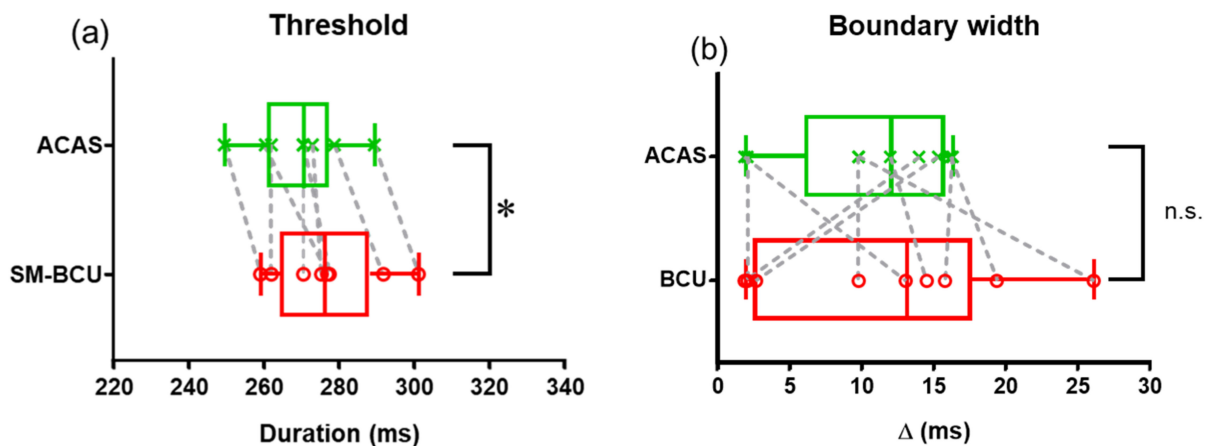 (a)
Threshold
ACAS
SM-BCU
*
220 240 260 280 300 320 340
Duration (ms)
(b)
Boundary width
ACAS
BCU
n.s.
0 5 10 15 20 25 30
Δ (ms)